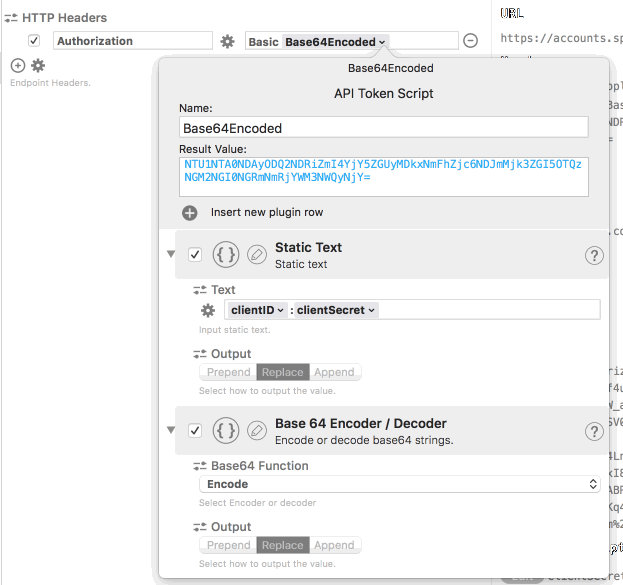 HTTP Headers
URL
Authorization
Basic Base64Encoded
https://accounts.sp
Endpoint Headers.
Base64Encoded
API Token Script
Name:
Base64Encoded
Result Value:
NTU1NTA0NDAyODQ2NDRiZmI4YjY5ZGUyMDkxNmFhZjc6NDJmMjk3ZGI5OTQz
NGM2NGI0NGRmNmRjYWM3NWQyNjY=
Insert new plugin row
Static Text
Static text
Text
clientID : clientSecret
Input static text.
Output
Prepend Replace Append
Select how to output the value.
Base 64 Encoder / Decoder
Encode or decode base64 strings.
Base64 Function
Encode
Select Encoder or decoder
Output
Prepend Replace Append
Select how to output the value.